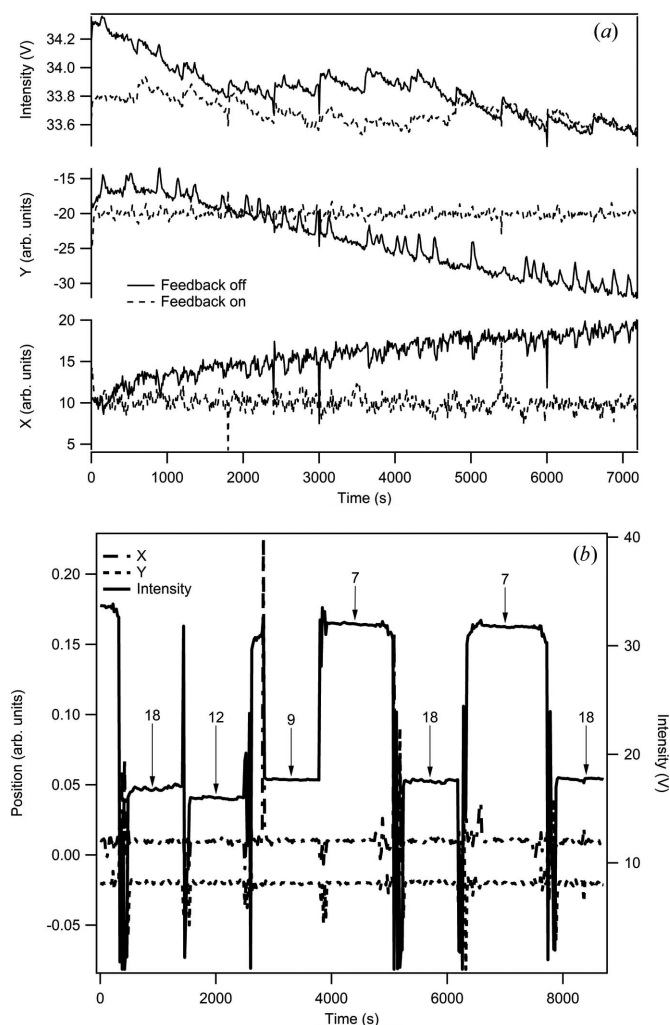 (a)
Intensity (V)
34.2
34.0
33.8
33.6
Y (arb. units)
-15
-20
-25
-30
Feedback off
Feedback on
X (arb. units)
20
15
10
5
0 1000 2000 3000 4000 5000 6000 7000
Time (s)
(b)
X
Y
Intensity
Position (arb. units)
0.20
0.15
0.10
0.05
0.00
-0.05
Intensity (V)
40
30
20
10
18 12 9 7 18 7 18
0 2000 4000 6000 8000
Time (s)